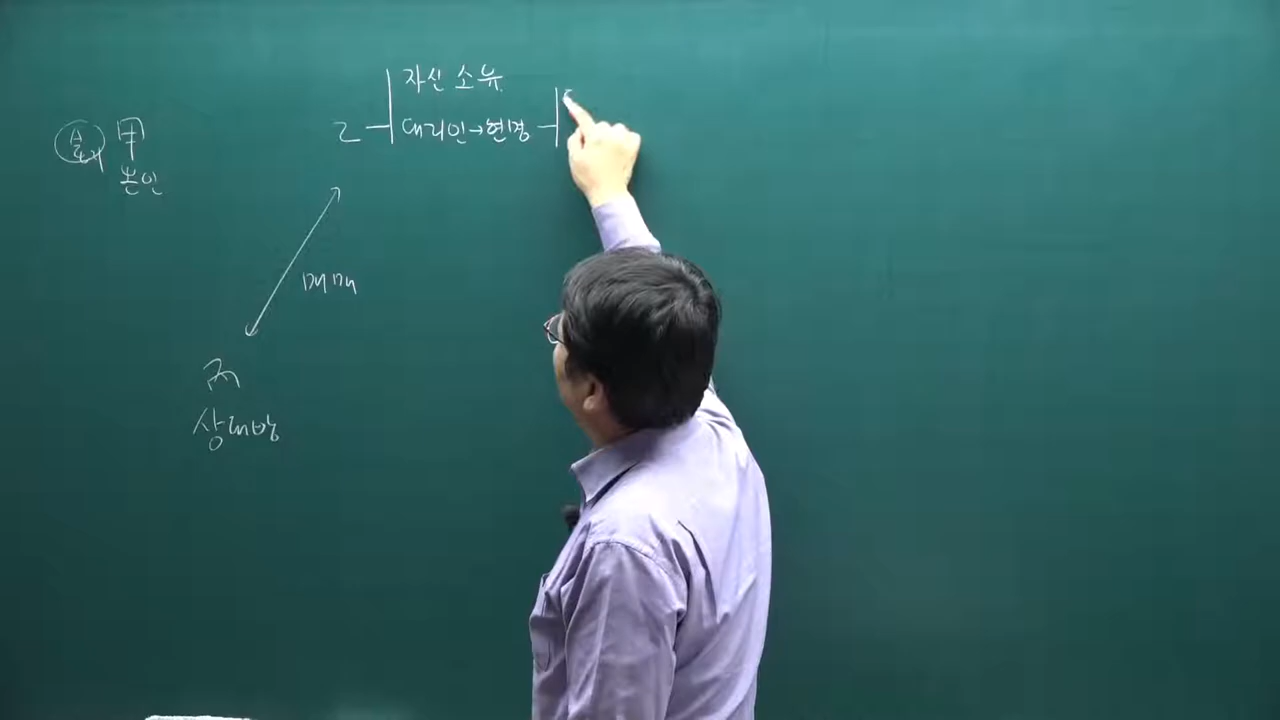 자신 소유
乙 대리인→현명
甲
본인
매매
丙
상대방